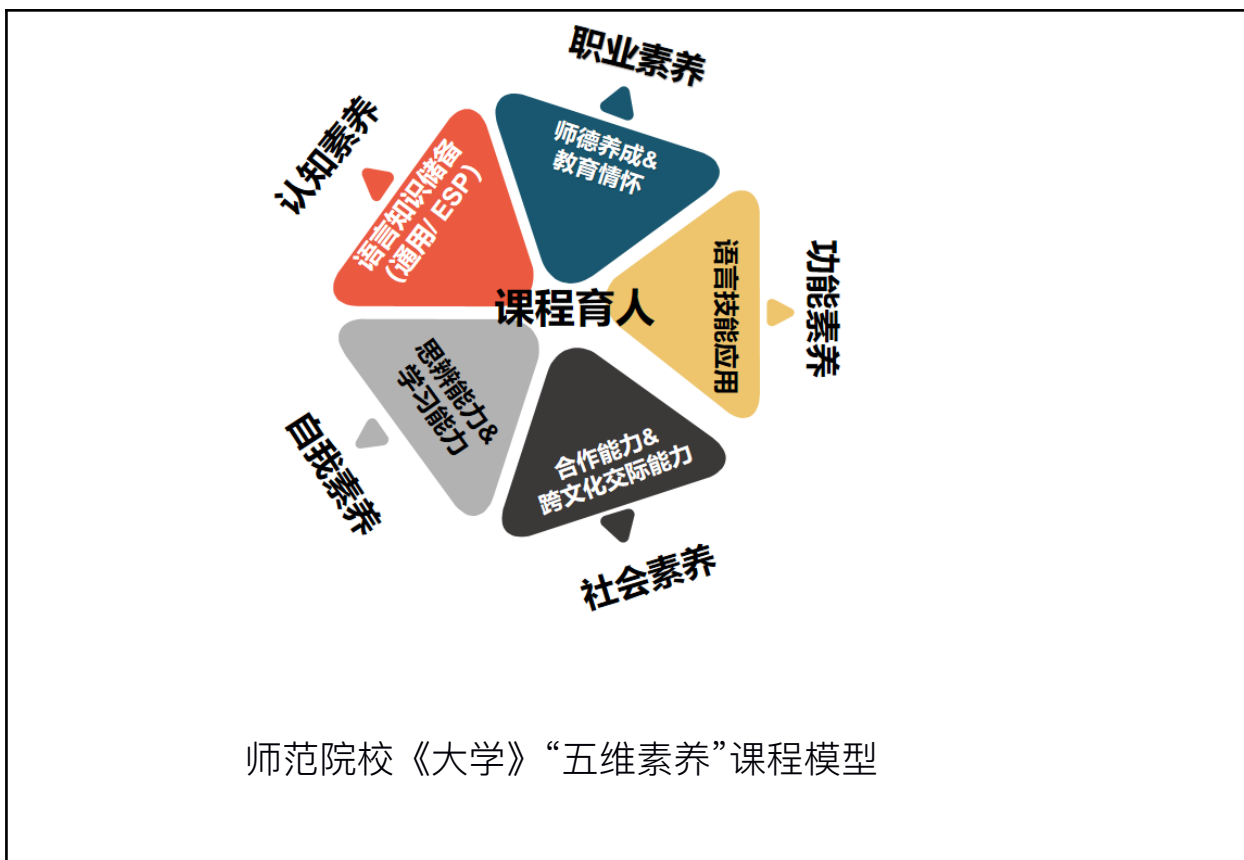 职业素养
师德养成&
教育情怀
认知素养
语言知识储备
(通用/ ESP)
功能素养
语言技能应用
课程育人
思辨能力&
学习能力
自我素养
合作能力&
跨文化交际能力
社会素养
师范院校《大学》“五维素养”课程模型